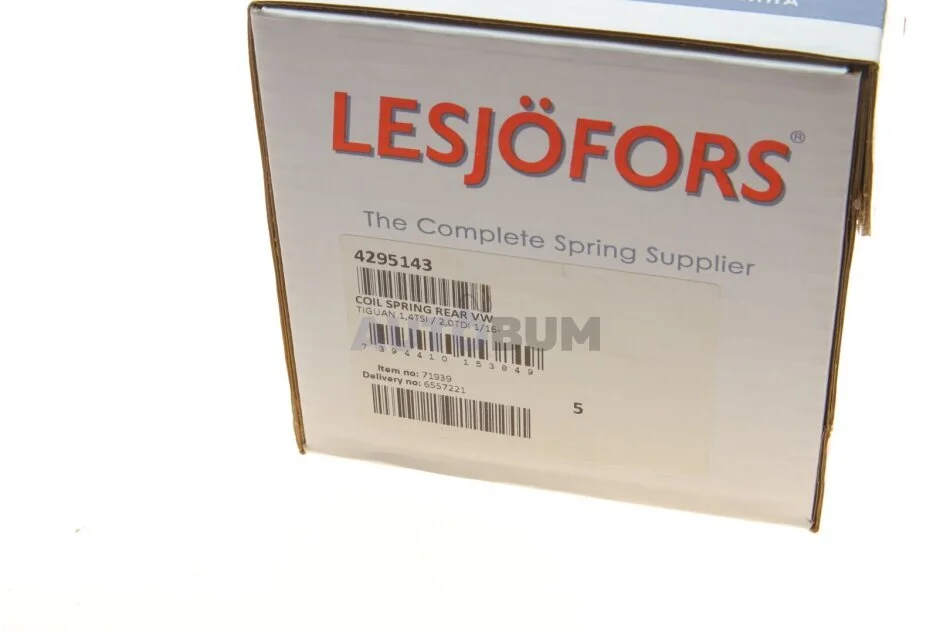 LESJÖFORS®
The Complete Spring Supplier
4295143
COIL SPRING REAR VW
TIGUAN 1,4TSI / 2,0TDI 1/16-
7 394410 153849
Item no: 71939
Delivery no: 6557221
5